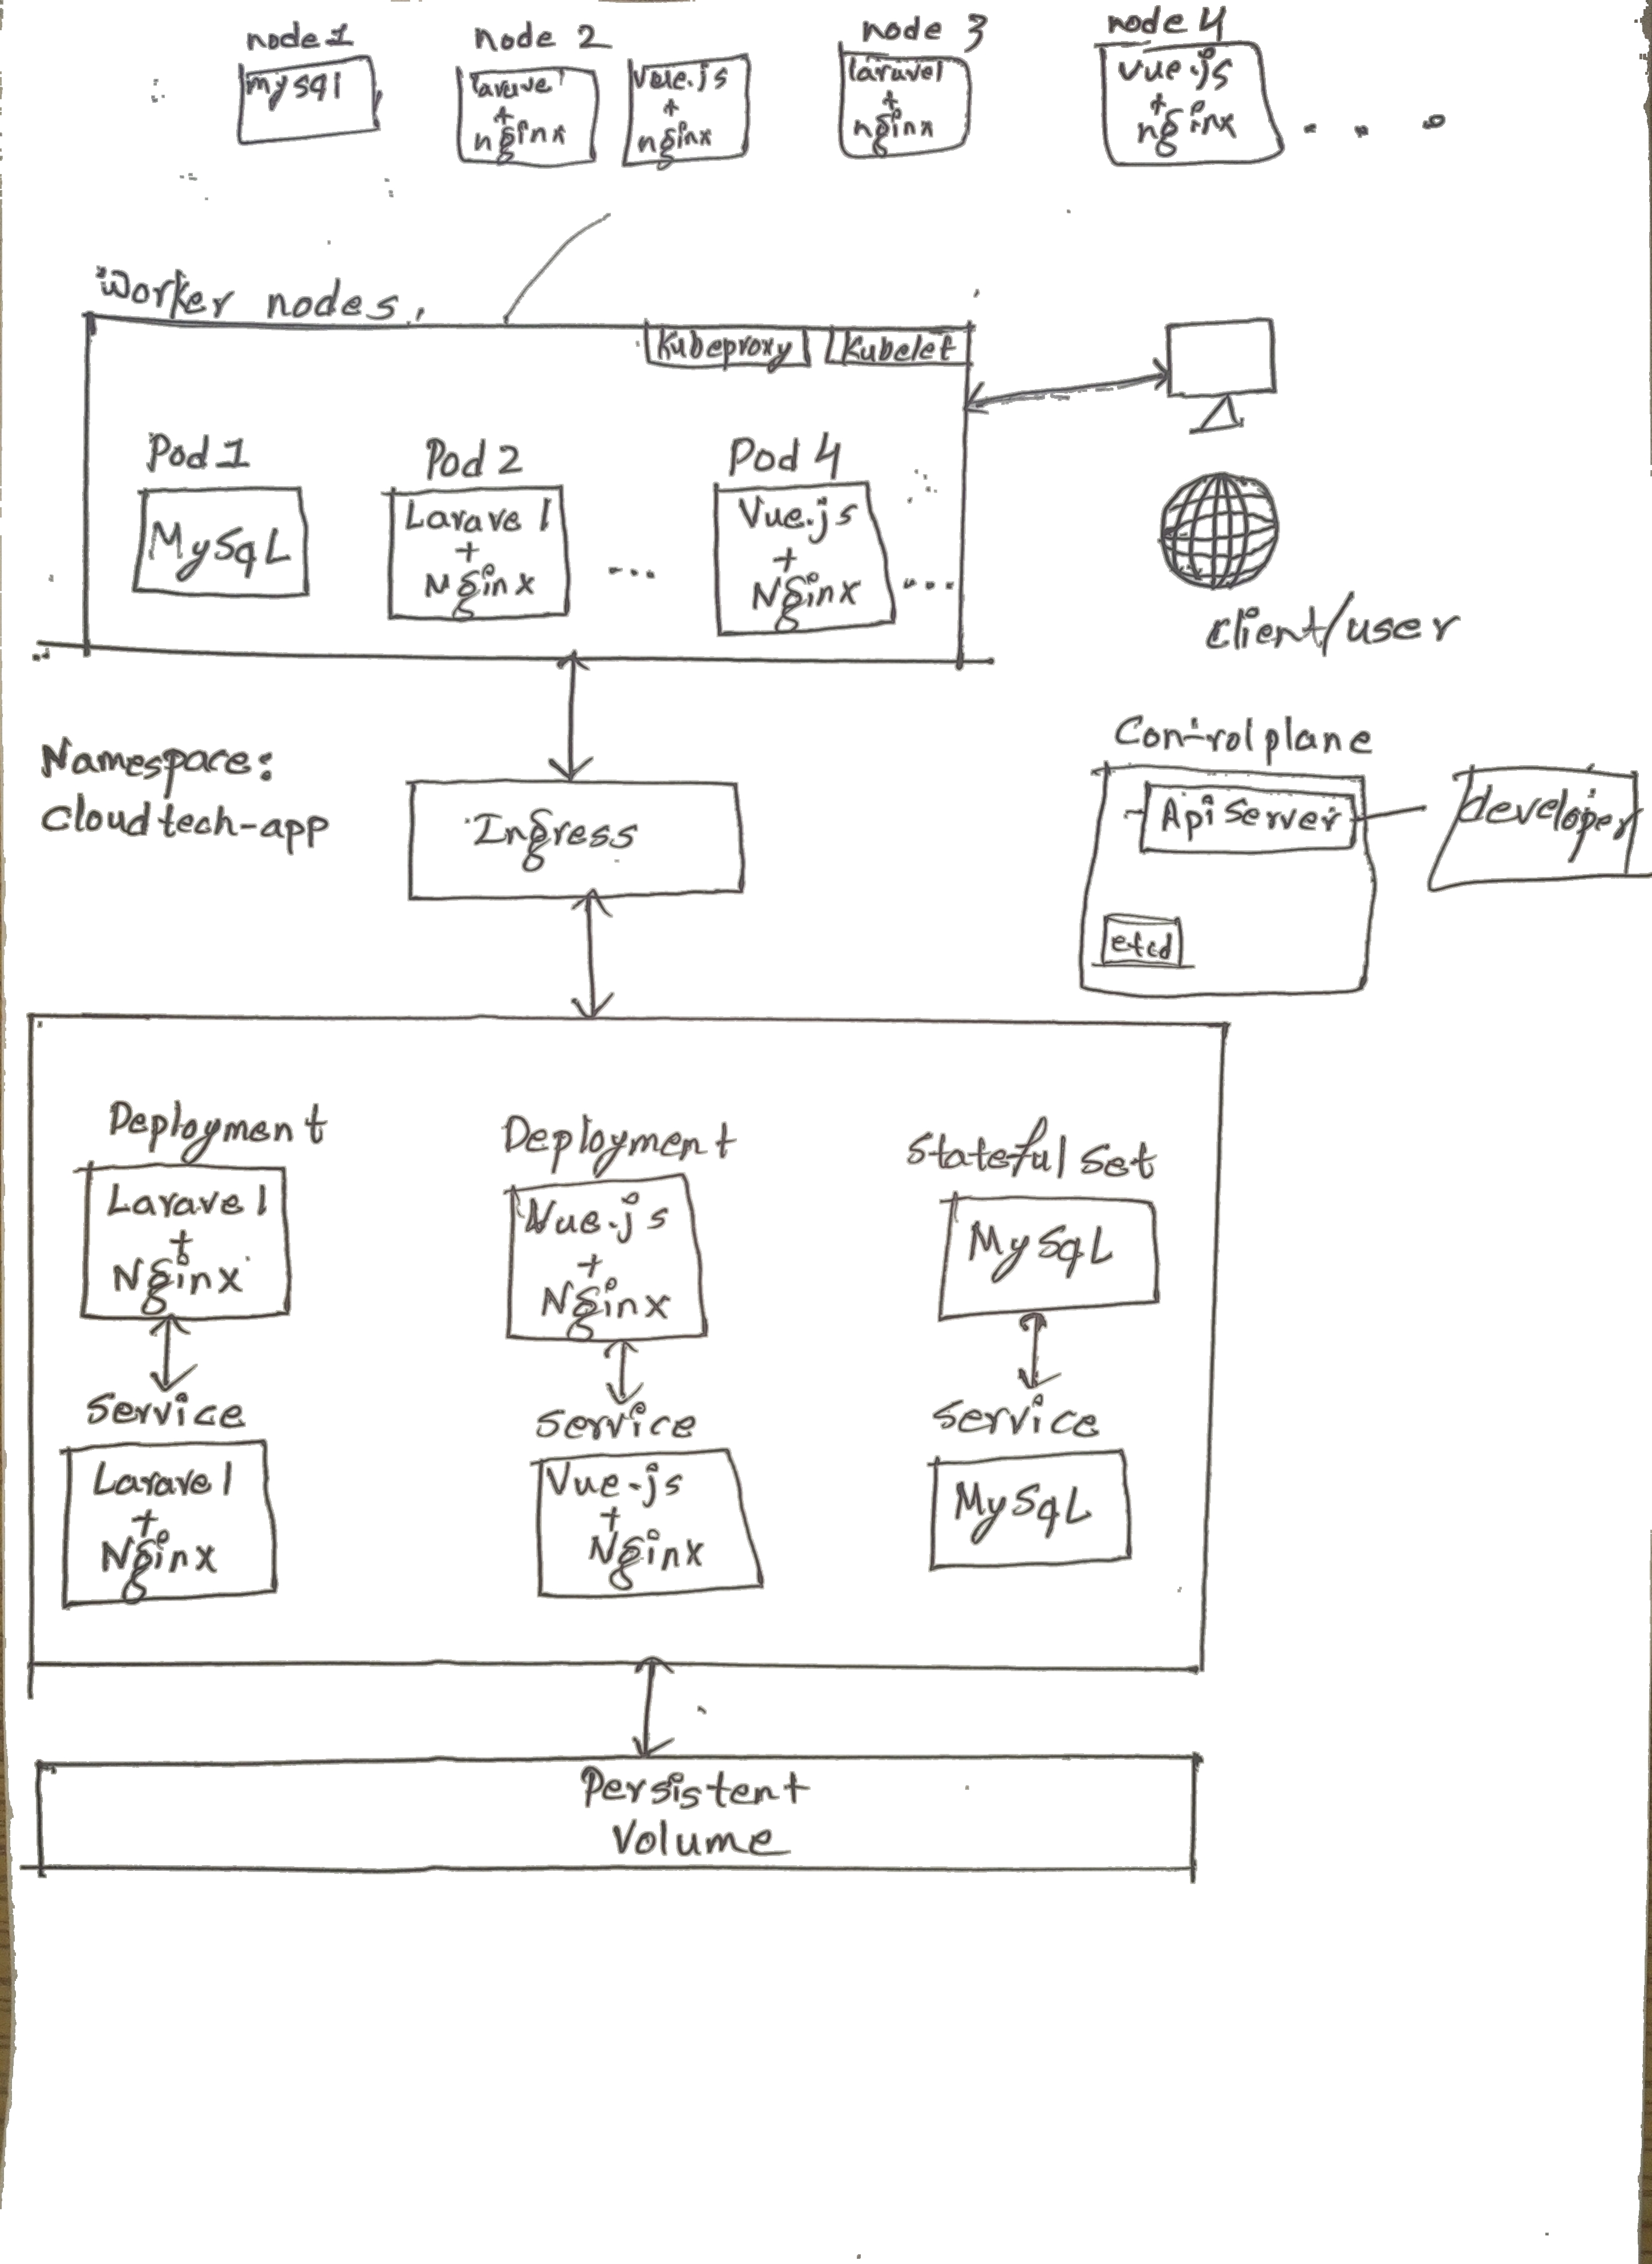 node 1
mysql
node 2
laravel
+
nginx
Vue.js
+
nginx
node 3
laravel
+
nginx
node 4
vue.js
+
nginx
...
Worker nodes.
Kubeproxy
Kubelet
Pod 1
MySqL
Pod 2
Laravel
+
Nginx
...
Pod 4
Vue.js
+
Nginx
...
client/user
Namespace:
Cloudtech-app
Ingress
Control plane
Api Server
developer
etcd
Deployment
Laravel
+
Nginx
Service
Laravel
+
Nginx
Deployment
Vue.js
+
Nginx
Service
Vue.js
+
Nginx
Stateful Set
MySqL
Service
MySqL
Persistent
Volume